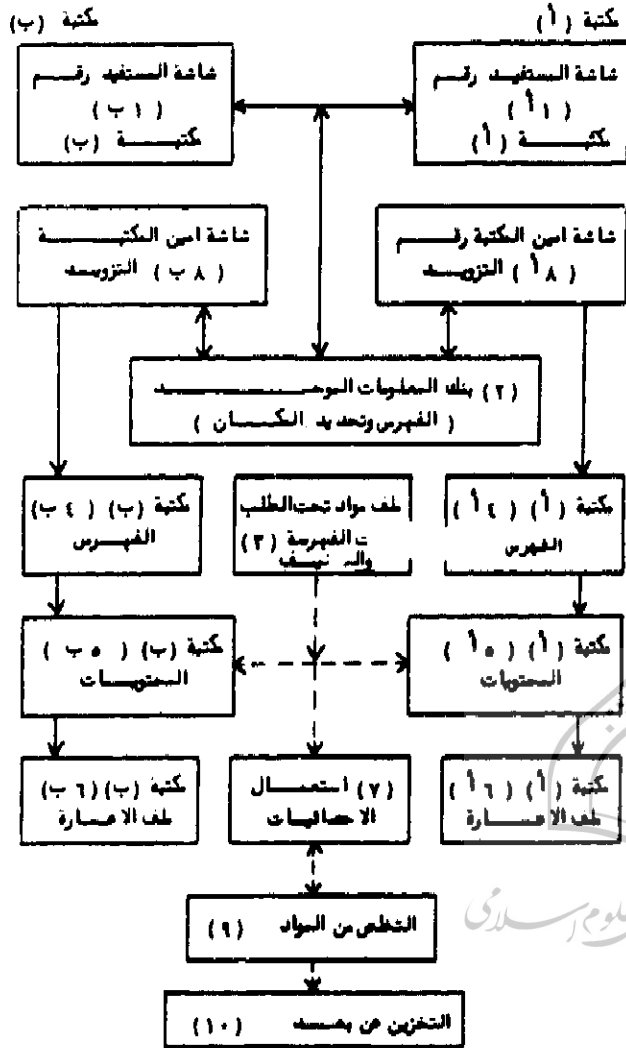 مكتبة (أ)
مكتبة (ب)
شاشة المستفيد رقم
(١ أ)
مكتبة (أ)
شاشة المستفيد رقم
(١ ب)
مكتبة (ب)
شاشة امين المكتبة رقم
(٨ أ) التزويد
شاشة امين المكتبة
(٨ ب) التزويد
(٢) بنك المعلومات الموحد
(الفهرس وتحديد المكان)
مكتبة (أ) (٤ أ)
الفهرس
ملف مواد تحت الطلب
ت الفهرسة (٣)
مكتبة (ب) (٤ ب)
الفهرس
مكتبة (أ) (٥ أ)
المحتويات
مكتبة (ب) (٥ ب)
المحتويات
مكتبة (أ) (٦ أ)
ملف الاعارة
(٧) استعمال
الاحصائيات
مكتبة (ب) (٦ ب)
ملف الاعارة
التخلص من المواد (٩)
التخزين عن بعد (١٠)
علوم اسلامی